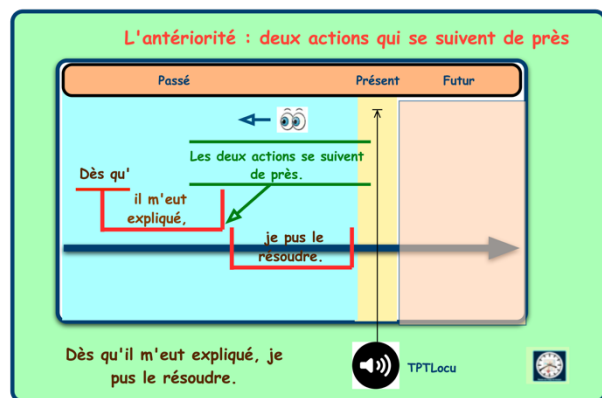 L'antériorité : deux actions qui se suivent de près
Passé
Présent
Futur
Les deux actions se suivent
de près.
Dès qu'
il m'eut
expliqué,
je pus le
résoudre.
Dès qu'il m'eut expliqué, je
pus le résoudre.
TPTLocu